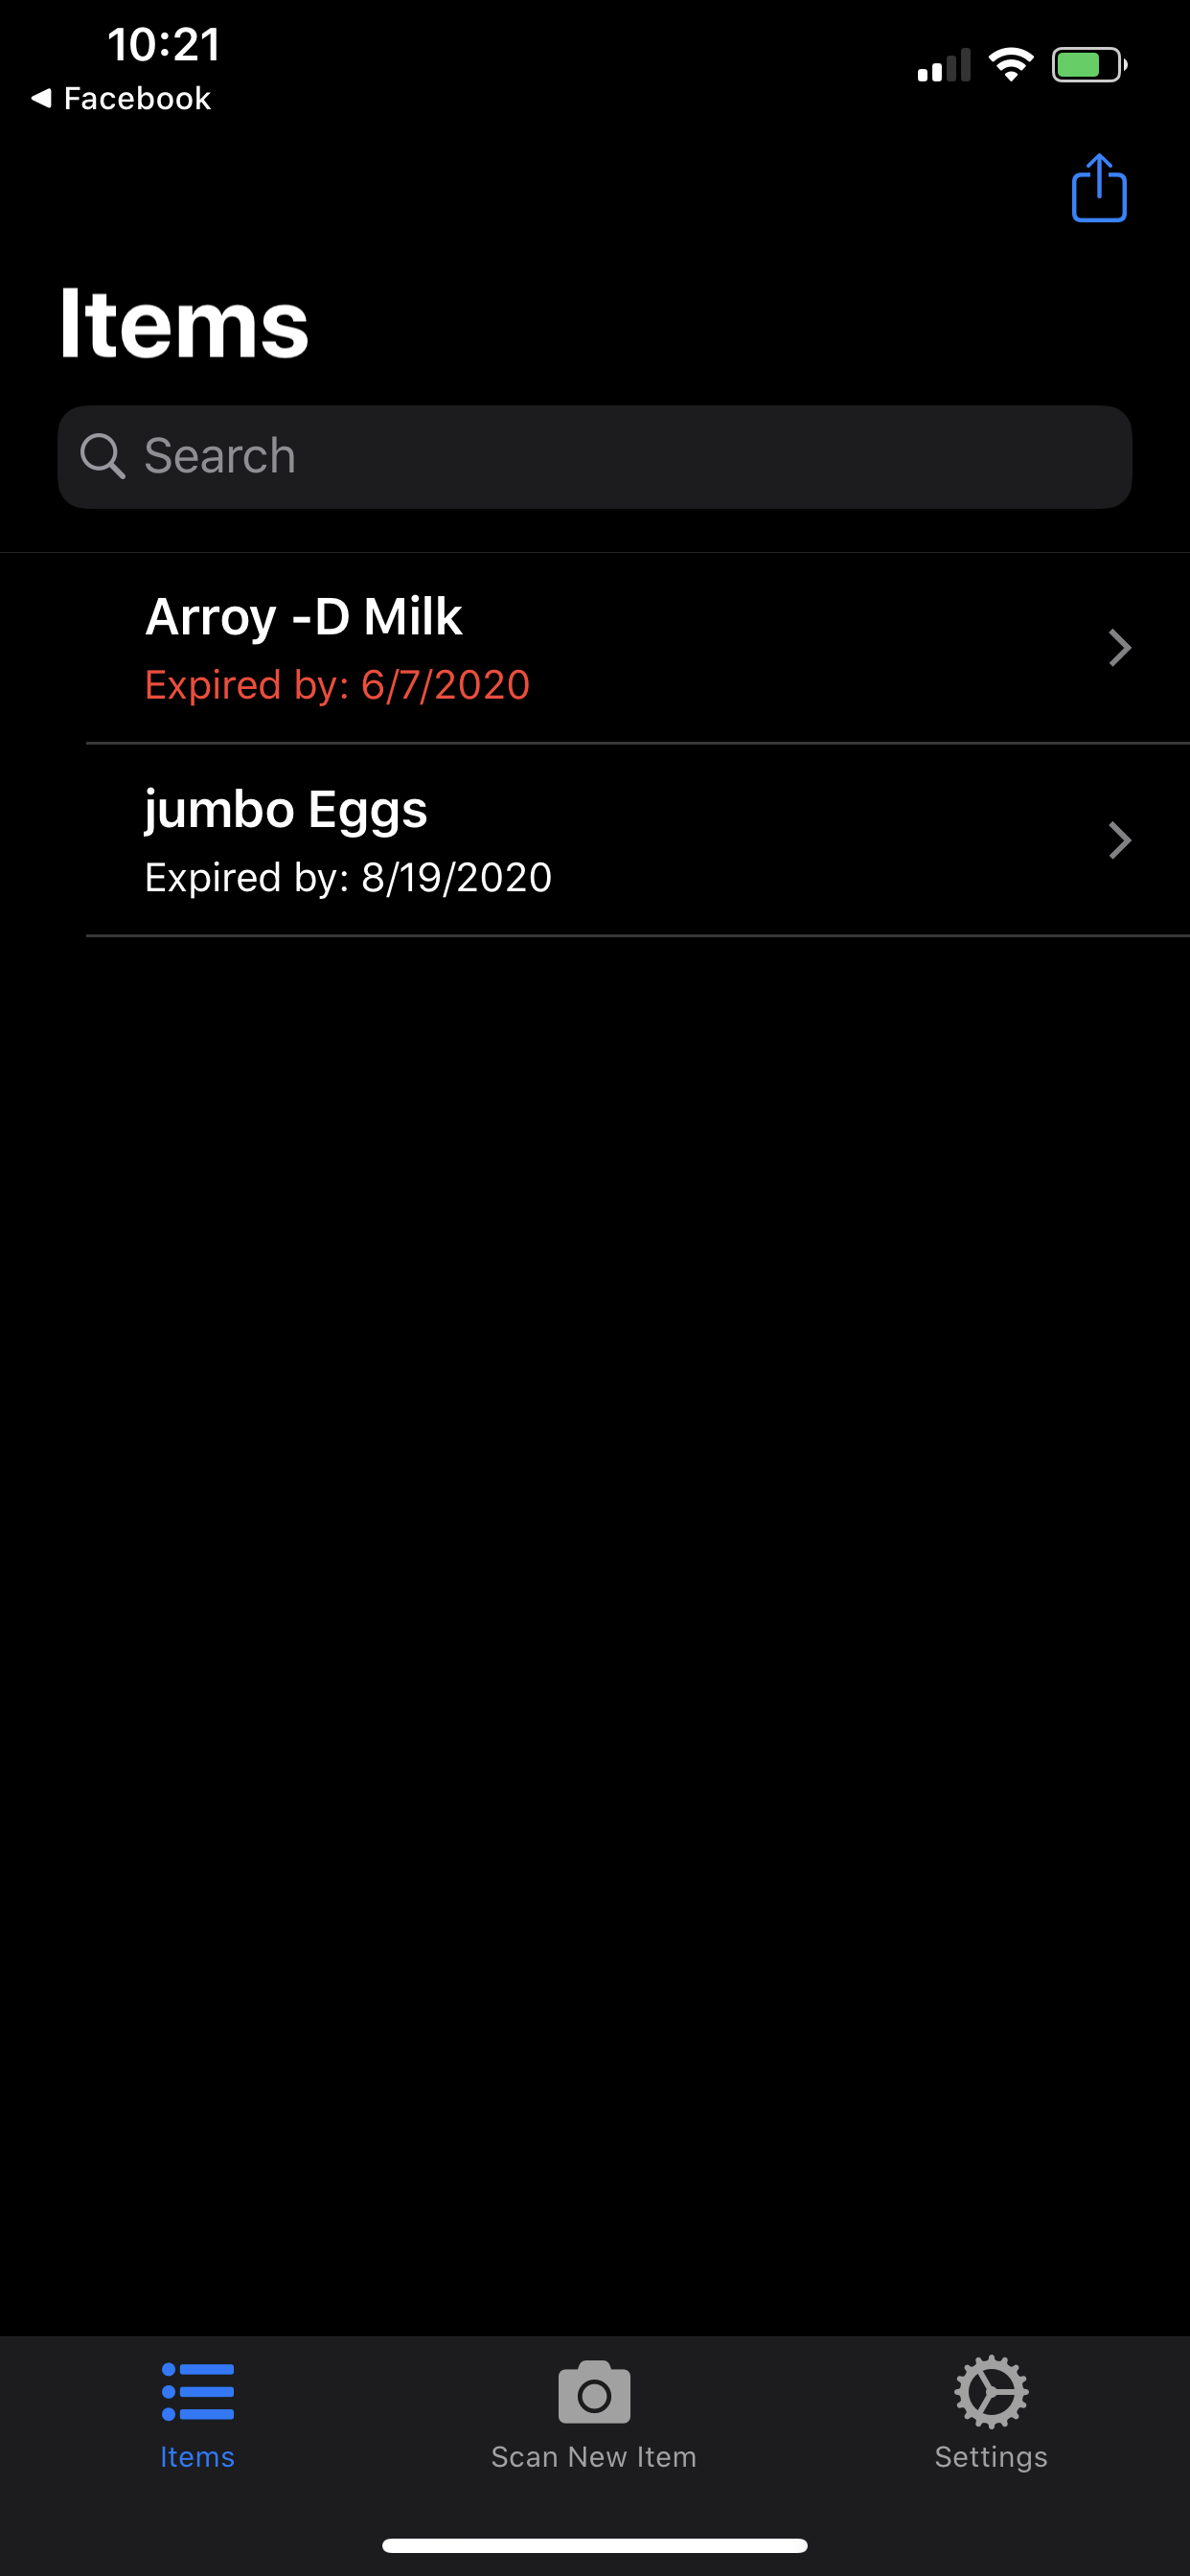 10:21
◀ Facebook
Items
Search
Arroy -D Milk
Expired by: 6/7/2020
jumbo Eggs
Expired by: 8/19/2020
Items
Scan New Item
Settings